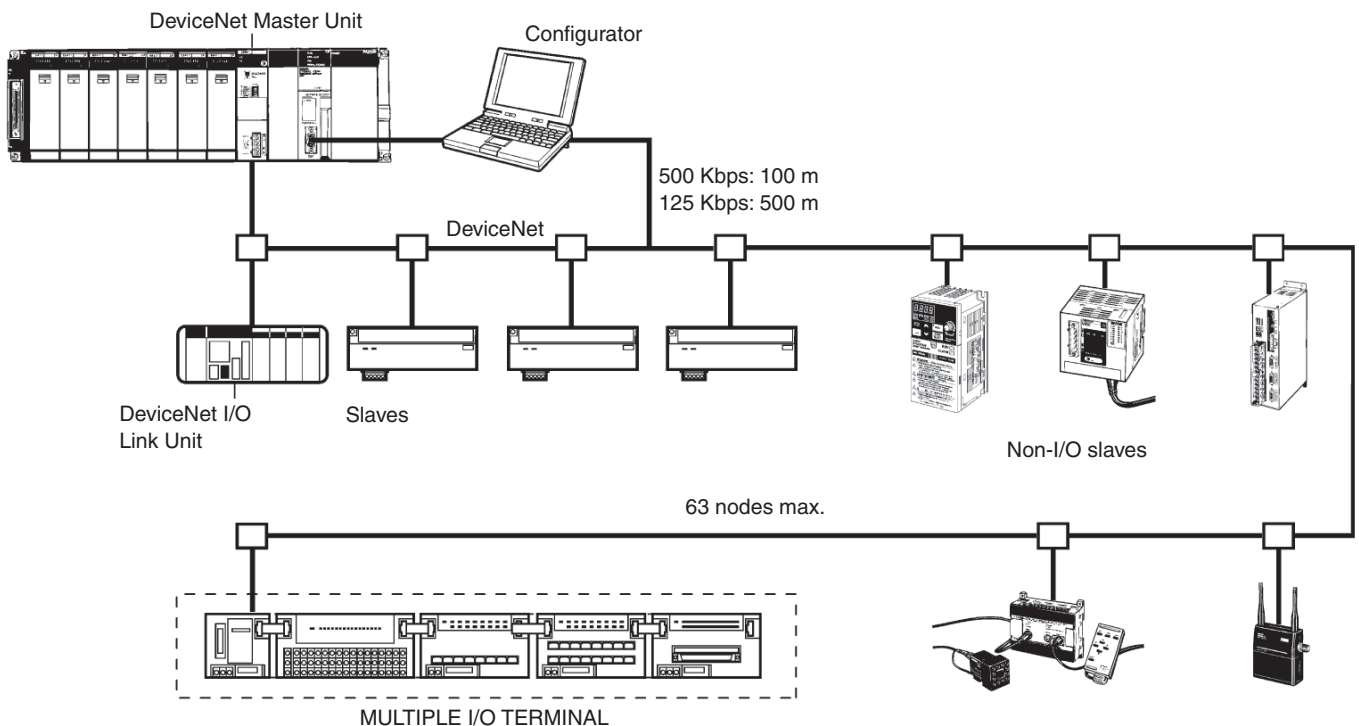 DeviceNet Master Unit
Configurator
500 Kbps: 100 m
125 Kbps: 500 m
DeviceNet
DeviceNet I/O
Link Unit
Slaves
Non-I/O slaves
63 nodes max.
MULTIPLE I/O TERMINAL